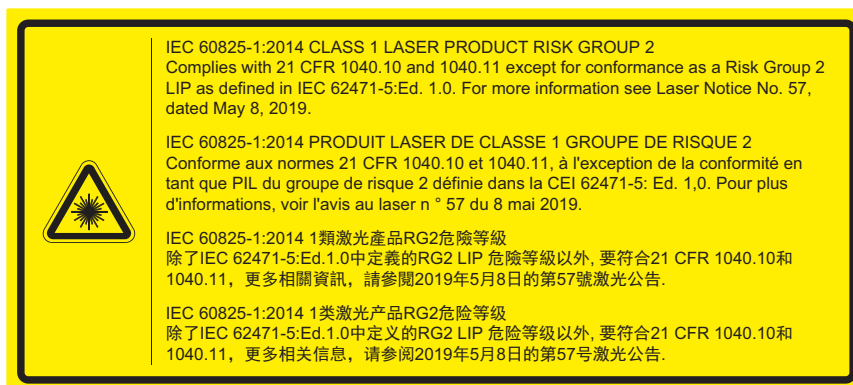 IEC 60825-1:2014 CLASS 1 LASER PRODUCT RISK GROUP 2
Complies with 21 CFR 1040.10 and 1040.11 except for conformance as a Risk Group 2
LIP as defined in IEC 62471-5:Ed. 1.0. For more information see Laser Notice No. 57,
dated May 8, 2019.
IEC 60825-1:2014 PRODUIT LASER DE CLASSE 1 GROUPE DE RISQUE 2
Conforme aux normes 21 CFR 1040.10 et 1040.11, à l'exception de la conformité en
tant que PIL du groupe de risque 2 définie dans la CEI 62471-5: Ed. 1,0. Pour plus
d'informations, voir l'avis au laser n ° 57 du 8 mai 2019.
IEC 60825-1:2014 1類激光產品RG2危險等級
除了IEC 62471-5:Ed.1.0中定義的RG2 LIP 危險等級以外, 要符合21 CFR 1040.10和
1040.11，更多相關資訊，請參閱2019年5月8日的第57號激光公告.
IEC 60825-1:2014 1类激光产品RG2危险等级
除了IEC 62471-5:Ed.1.0中定义的RG2 LIP 危险等級以外, 要符合21 CFR 1040.10和
1040.11，更多相关信息，请参阅2019年5月8日的第57号激光公告.